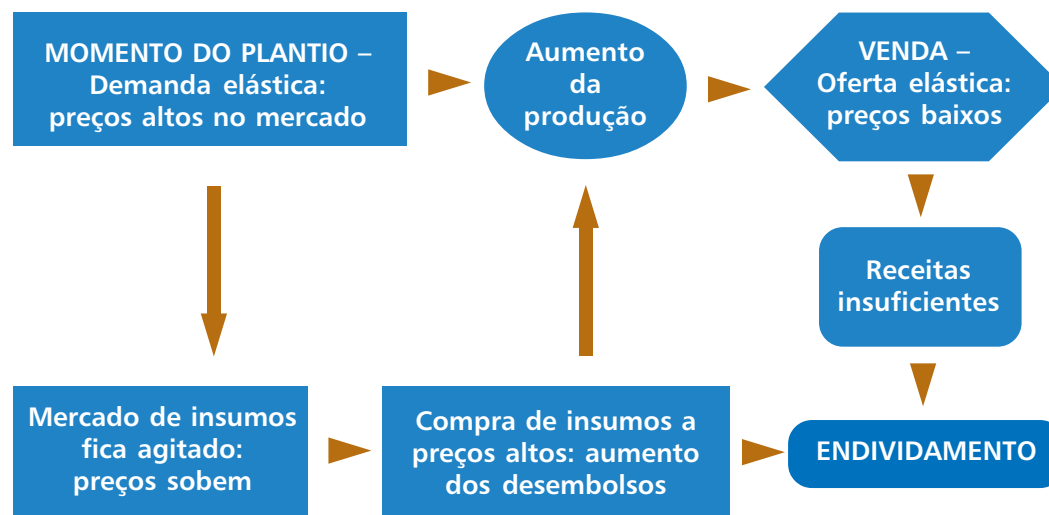 MOMENTO DO PLANTIO –
Demanda elástica:
preços altos no mercado
Aumento
da
produção
VENDA –
Oferta elástica:
preços baixos
Receitas
insuficientes
Mercado de insumos
fica agitado:
preços sobem
Compra de insumos a
preços altos: aumento
dos desembolsos
ENDIVIDAMENTO